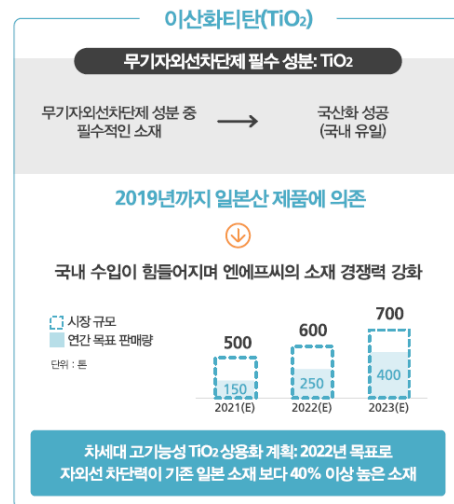 이산화티탄(TiO₂)
무기자외선차단제 필수 성분: TiO₂
무기자외선차단제 성분 중
필수적인 소재
국산화 성공
(국내 유일)
2019년까지 일본산 제품에 의존
국내 수입이 힘들어지며 엔에프씨의 소재 경쟁력 강화
시장 규모
연간 목표 판매량
단위 : 톤
500
600
700
150
250
400
2021(E)
2022(E)
2023(E)
차세대 고기능성 TiO₂ 상용화 계획: 2022년 목표로
자외선 차단력이 기존 일본 소재 보다 40% 이상 높은 소재